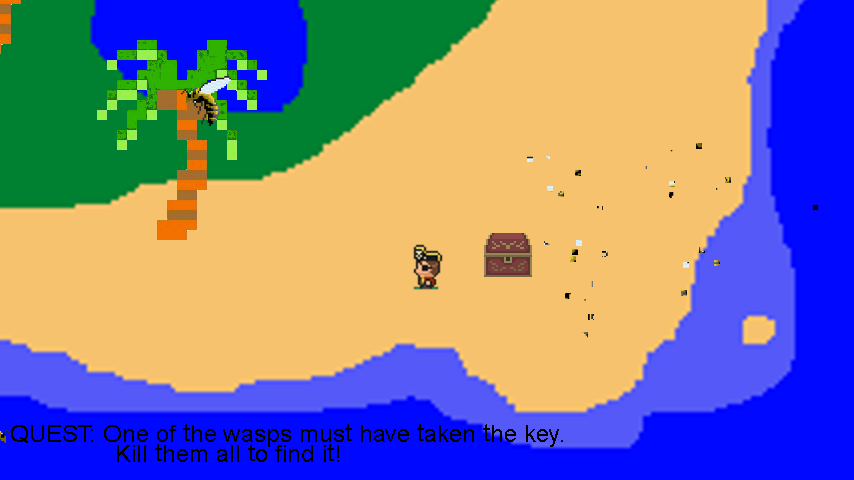 QUEST: One of the wasps must have taken the key.
Kill them all to find it!